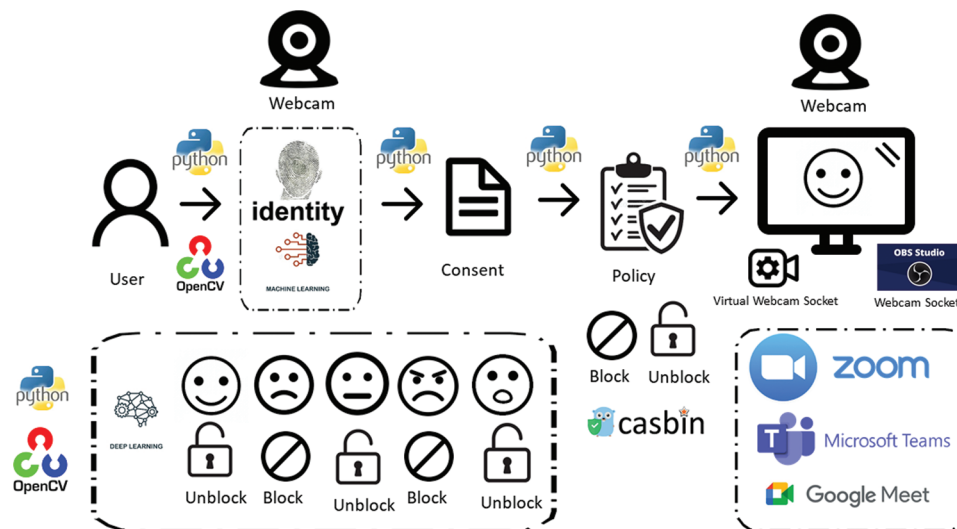 Webcam
Webcam
python
python
python
python
identity
MACHINE LEARNING
OpenCV
User
Consent
Policy
OBS Studio
Virtual Webcam Socket
Webcam Socket
Block
Unblock
casbin
python
OpenCV
DEEP LEARNING
Unblock
Block
Unblock
Block
Unblock
zoom
T
Microsoft Teams
Google Meet